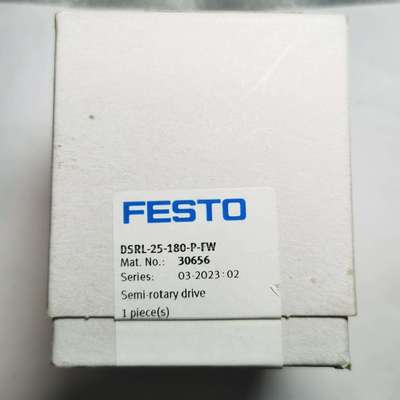 FESTO
DSRL-25-180-P-FW
Mat. No.: 30656
Series: 03-2023:02
Semi-rotary drive
1 piece(s)